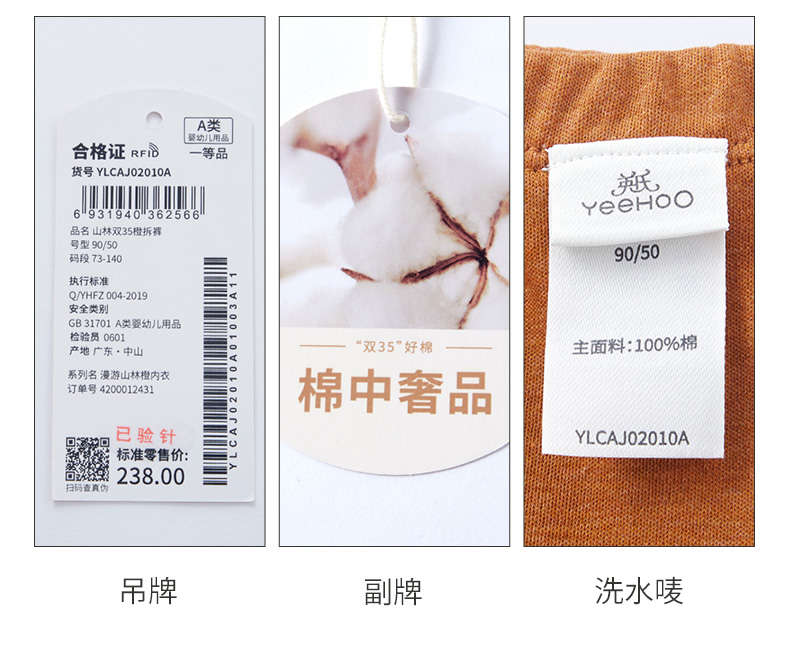 A类
婴幼儿用品
合格证 RFID
一等品
货号 YLCAJ02010A
6 931940 362566
品名 山林双35橙拆裤
号型 90/50
码段 73-140
执行标准
Q/YHFZ 004-2019
安全类别
GB 31701 A类婴幼儿用品
检验员 0601
产地 广东·中山
系列名 漫游山林橙内衣
订单号 4200012431
已验针
标准零售价:
238.00
扫码查真伪
YLCAJ02010A01003A11
“双35”好棉
棉中奢品
英氏
YeeHoO
90/50
主面料:100%棉
YLCAJ02010A
吊牌
副牌
洗水唛